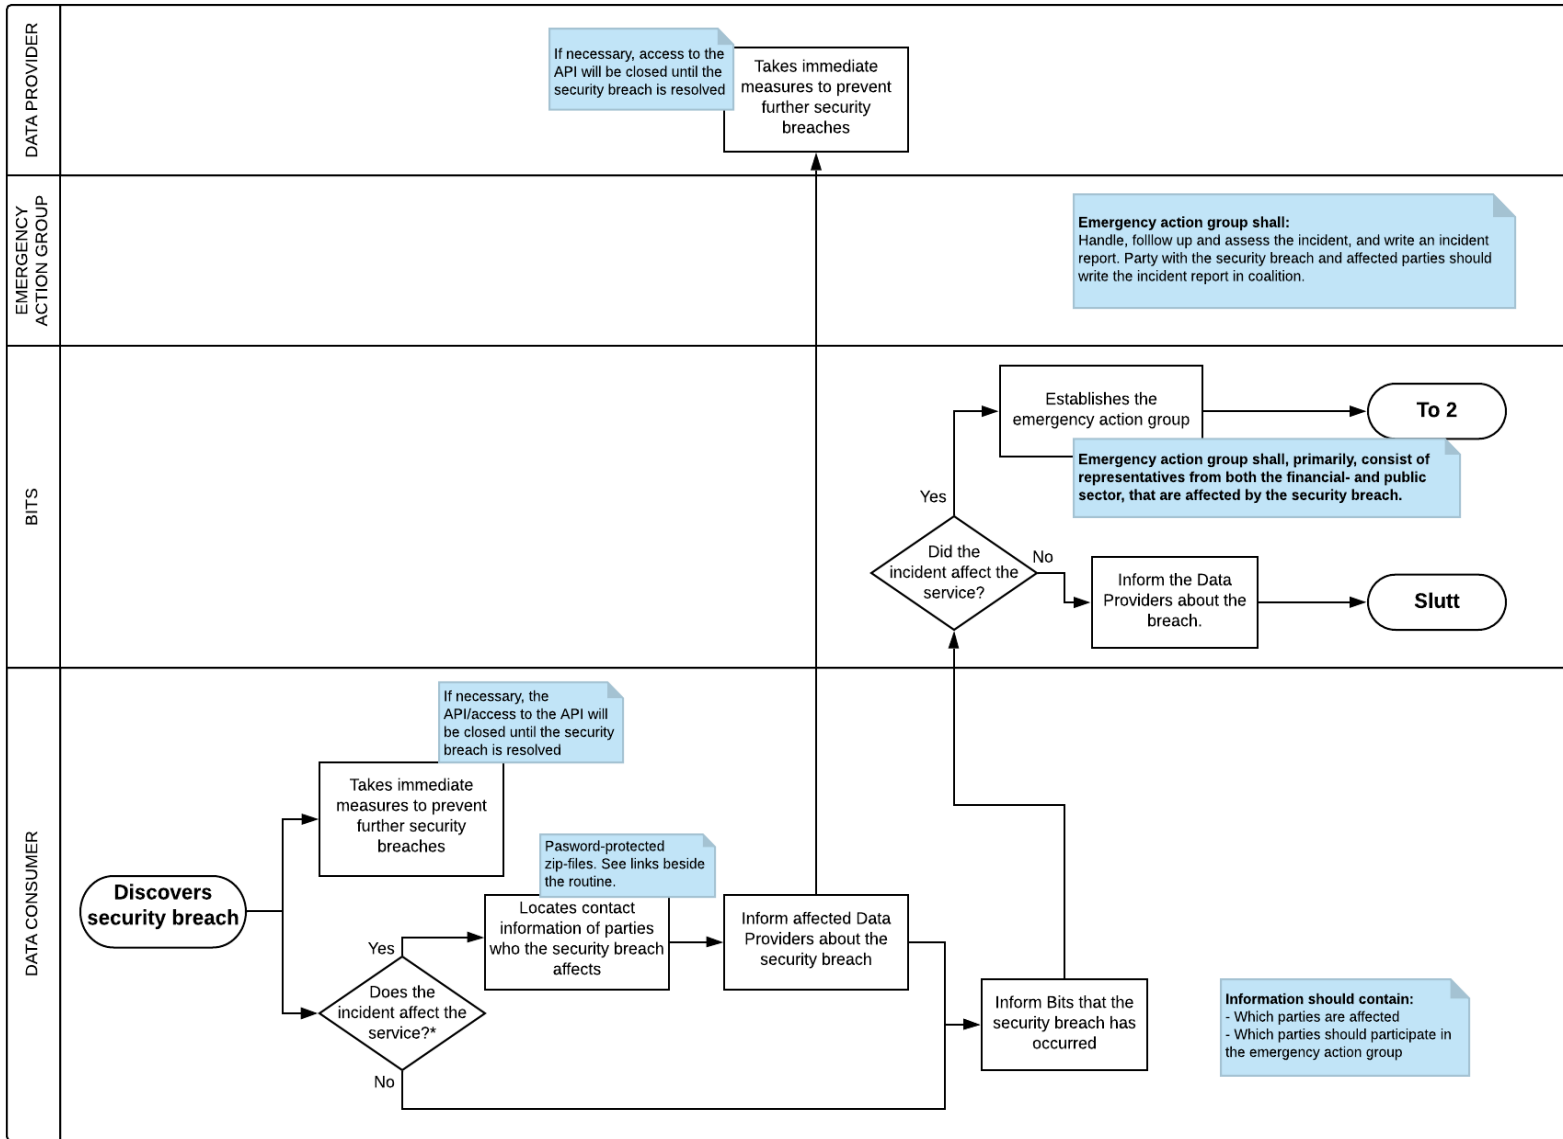 DATA PROVIDER
If necessary, access to the
API will be closed until the
security breach is resolved
Takes immediate
measures to prevent
further security
breaches
EMERGENCY
ACTION GROUP
Emergency action group shall:
Handle, folllow up and assess the incident, and write an incident
report. Party with the security breach and affected parties should
write the incident report in coalition.
BITS
Establishes the
emergency action group
To 2
Emergency action group shall, primarily, consist of
representatives from both the financial- and public
sector, that are affected by the security breach.
Yes
Did the
incident affect the
service?
No
Inform the Data
Providers about the
breach.
Slutt
DATA CONSUMER
If necessary, the
API/access to the API will
be closed until the security
breach is resolved
Takes immediate
measures to prevent
further security
breaches
Discovers
security breach
Pasword-protected
zip-files. See links beside
the routine.
Locates contact
information of parties
who the security breach
affects
Inform affected Data
Providers about the
security breach
Yes
Does the
incident affect the
service?*
No
Inform Bits that the
security breach has
occurred
Information should contain:
- Which parties are affected
- Which parties should participate in
the emergency action group